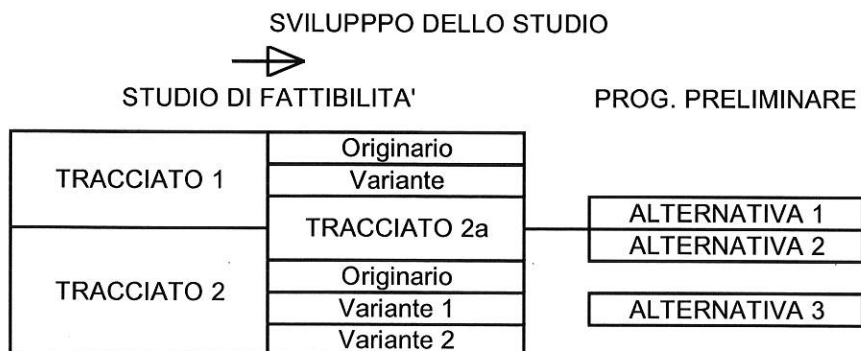 SVILUPPPO DELLO STUDIO
STUDIO DI FATTIBILITA'
PROG. PRELIMINARE
TRACCIATO 1
Originario
Variante
TRACCIATO 2a
TRACCIATO 2
Originario
Variante 1
Variante 2
ALTERNATIVA 1
ALTERNATIVA 2
ALTERNATIVA 3